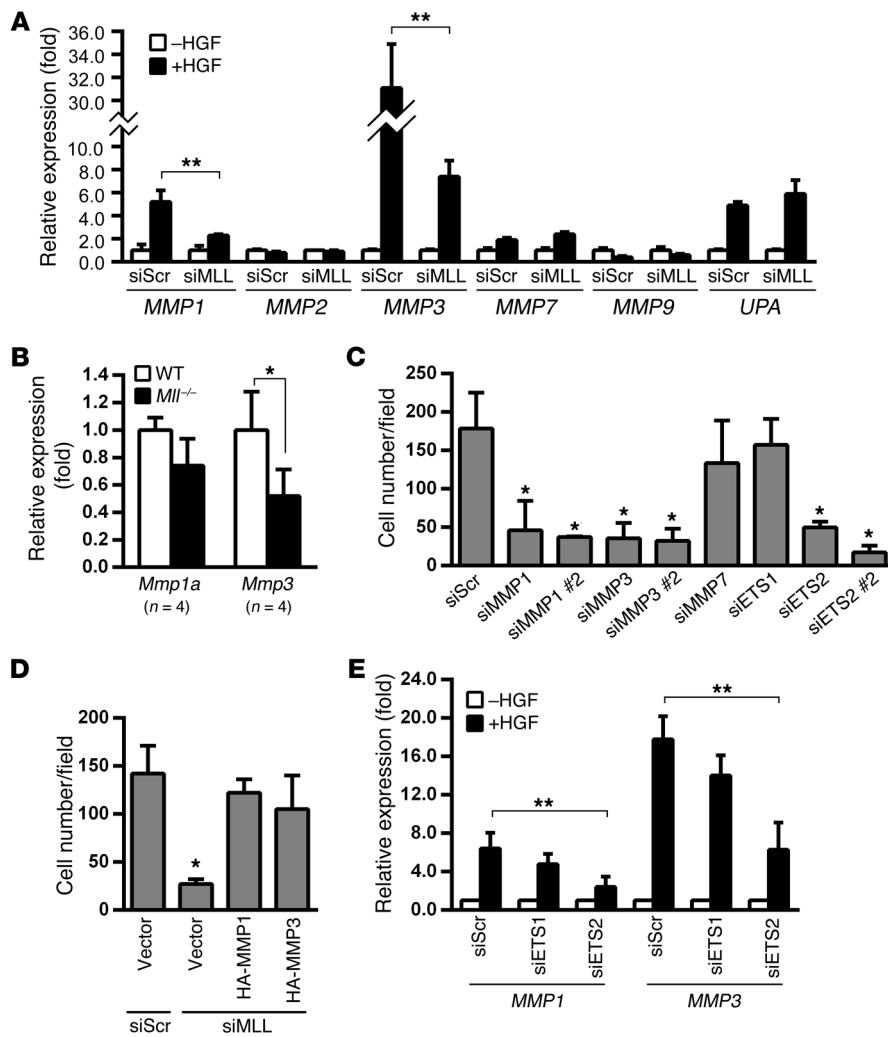 A
Relative expression (fold)
36.0
34.0
32.0
30.0
10.0
8.0
6.0
4.0
2.0
0.0
–HGF
+HGF
**
**
siScr siMLL siScr siMLL siScr siMLL siScr siMLL siScr siMLL siScr siMLL
MMP1 MMP2 MMP3 MMP7 MMP9 UPA
B
Relative expression
(fold)
1.4
1.2
1.0
0.8
0.6
0.4
0.2
0.0
WT
Mll–/–
*
Mmp1a Mmp3
(n = 4) (n = 4)
C
Cell number/field
250
200
150
100
50
0
* * * * * *
siScr siMMP1 siMMP1 #2 siMMP3 siMMP3 #2 siMMP7 siETS1 siETS2 siETS2 #2
D
Cell number/field
200
150
100
50
0
*
Vector Vector HA-MMP1 HA-MMP3
siScr siMLL
E
Relative expression (fold)
24.0
20.0
16.0
12.0
8.0
4.0
0.0
–HGF
+HGF
**
**
siScr siETS1 siETS2 siScr siETS1 siETS2
MMP1 MMP3